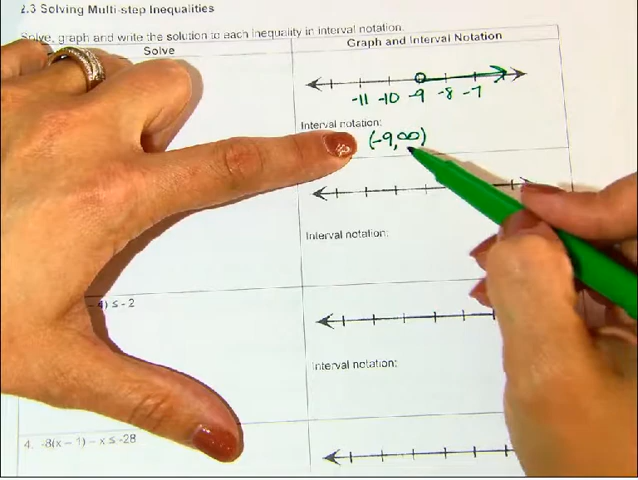 2.3 Solving Multi-step Inequalities
Solve, graph and write the solution to each inequality in interval notation.
Solve
Graph and Interval Notation
-11 -10 -9 -8 -7
Interval notation:
(-9,∞)
Interval notation:
4) ≤ -2
Interval notation:
4. -8(x – 1) – x ≤ -28